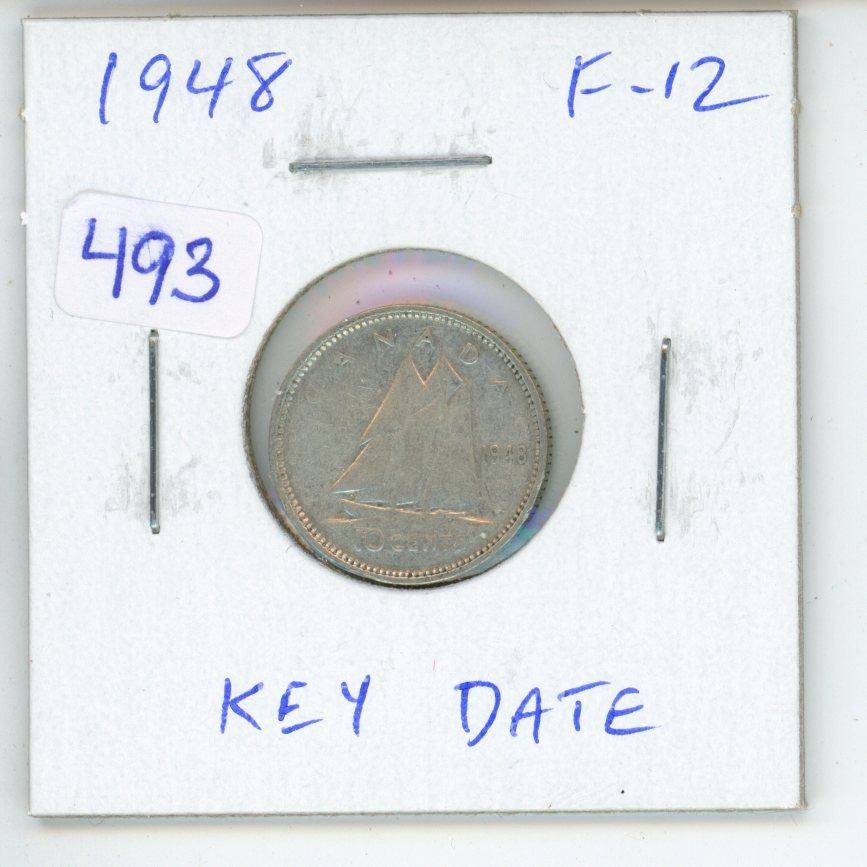 1948 F-12
493
CANADA
1948
10 CENTS
KEY DATE